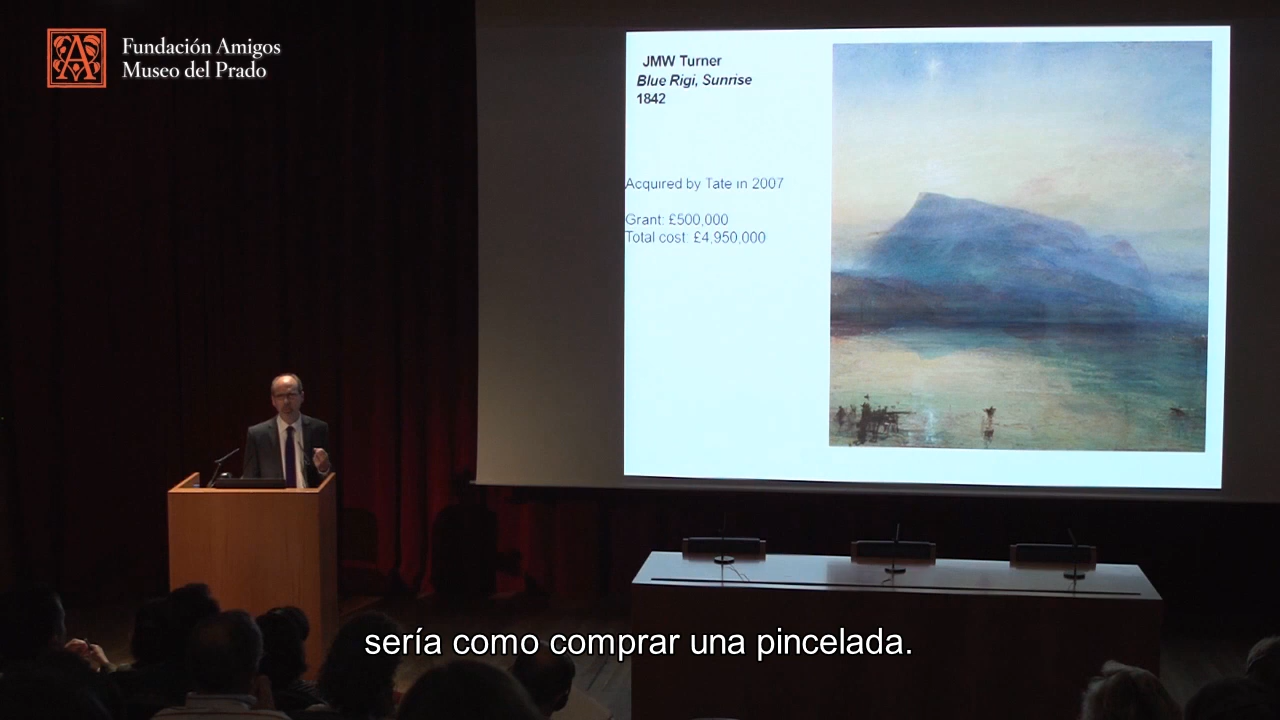 Fundación Amigos
Museo del Prado
JMW Turner
Blue Rigi, Sunrise
1842
Acquired by Tate in 2007
Grant: £500,000
Total cost: £4,950,000
sería como comprar una pincelada.